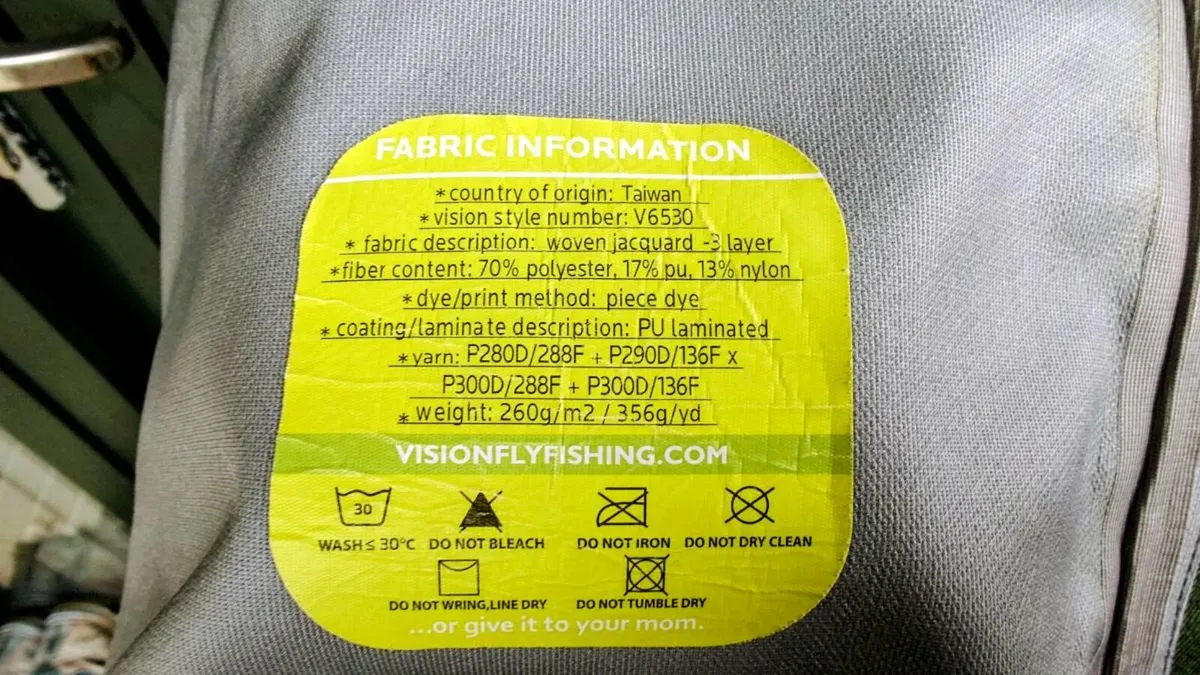 FABRIC INFORMATION
*country of origin: Taiwan
*vision style number: V6530
* fabric description: woven jacquard -3 layer
*fiber content: 70% polyester, 17% pu, 13% nylon
*dye/print method: piece dye
* coating/laminate description: PU laminated
*yarn: P280D/288F + P290D/136F x
P300D/288F + P300D/136F
* weight: 260g/m2 / 356g/yd
VISIONFLYFISHING.COM
30
WASH≤ 30°C DO NOT BLEACH DO NOT IRON DO NOT DRY CLEAN
DO NOT WRING,LINE DRY DO NOT TUMBLE DRY
...or give it to your mom.